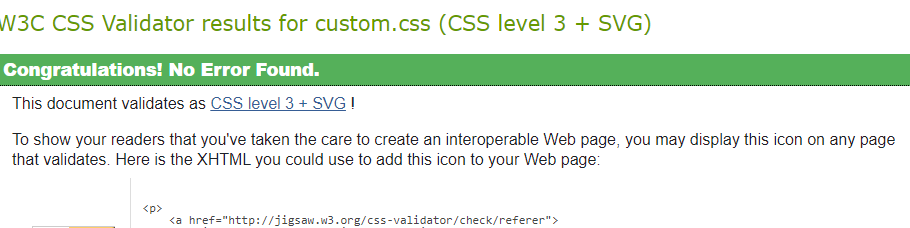 W3C CSS Validator results for custom.css (CSS level 3 + SVG)
Congratulations! No Error Found.
This document validates as CSS level 3 + SVG !
To show your readers that you've taken the care to create an interoperable Web page, you may display this icon on any page
that validates. Here is the XHTML you could use to add this icon to your Web page:
<p>
<a href="http://jigsaw.w3.org/css-validator/check/referer">